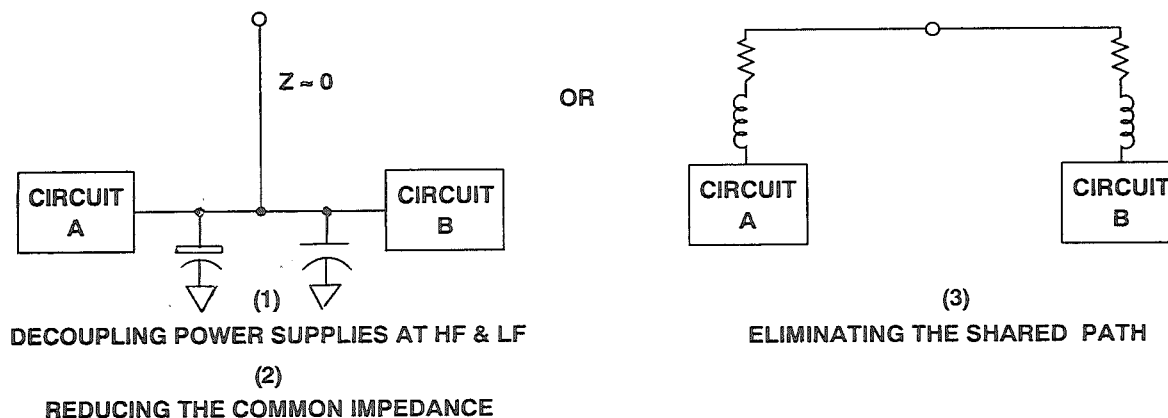 Z ≈ 0
OR
CIRCUIT
A
CIRCUIT
B
(1)
DECOUPLING POWER SUPPLIES AT HF & LF
(2)
REDUCING THE COMMON IMPEDANCE
CIRCUIT
A
CIRCUIT
B
(3)
ELIMINATING THE SHARED PATH